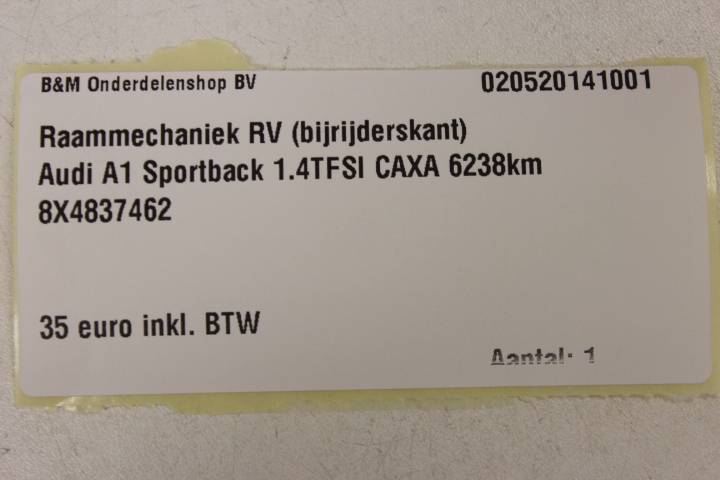 B&M Onderdelenshop BV 020520141001
Raammechaniek RV (bijrijderskant)
Audi A1 Sportback 1.4TFSI CAXA 6238km
8X4837462
35 euro inkl. BTW
Aantal: 1